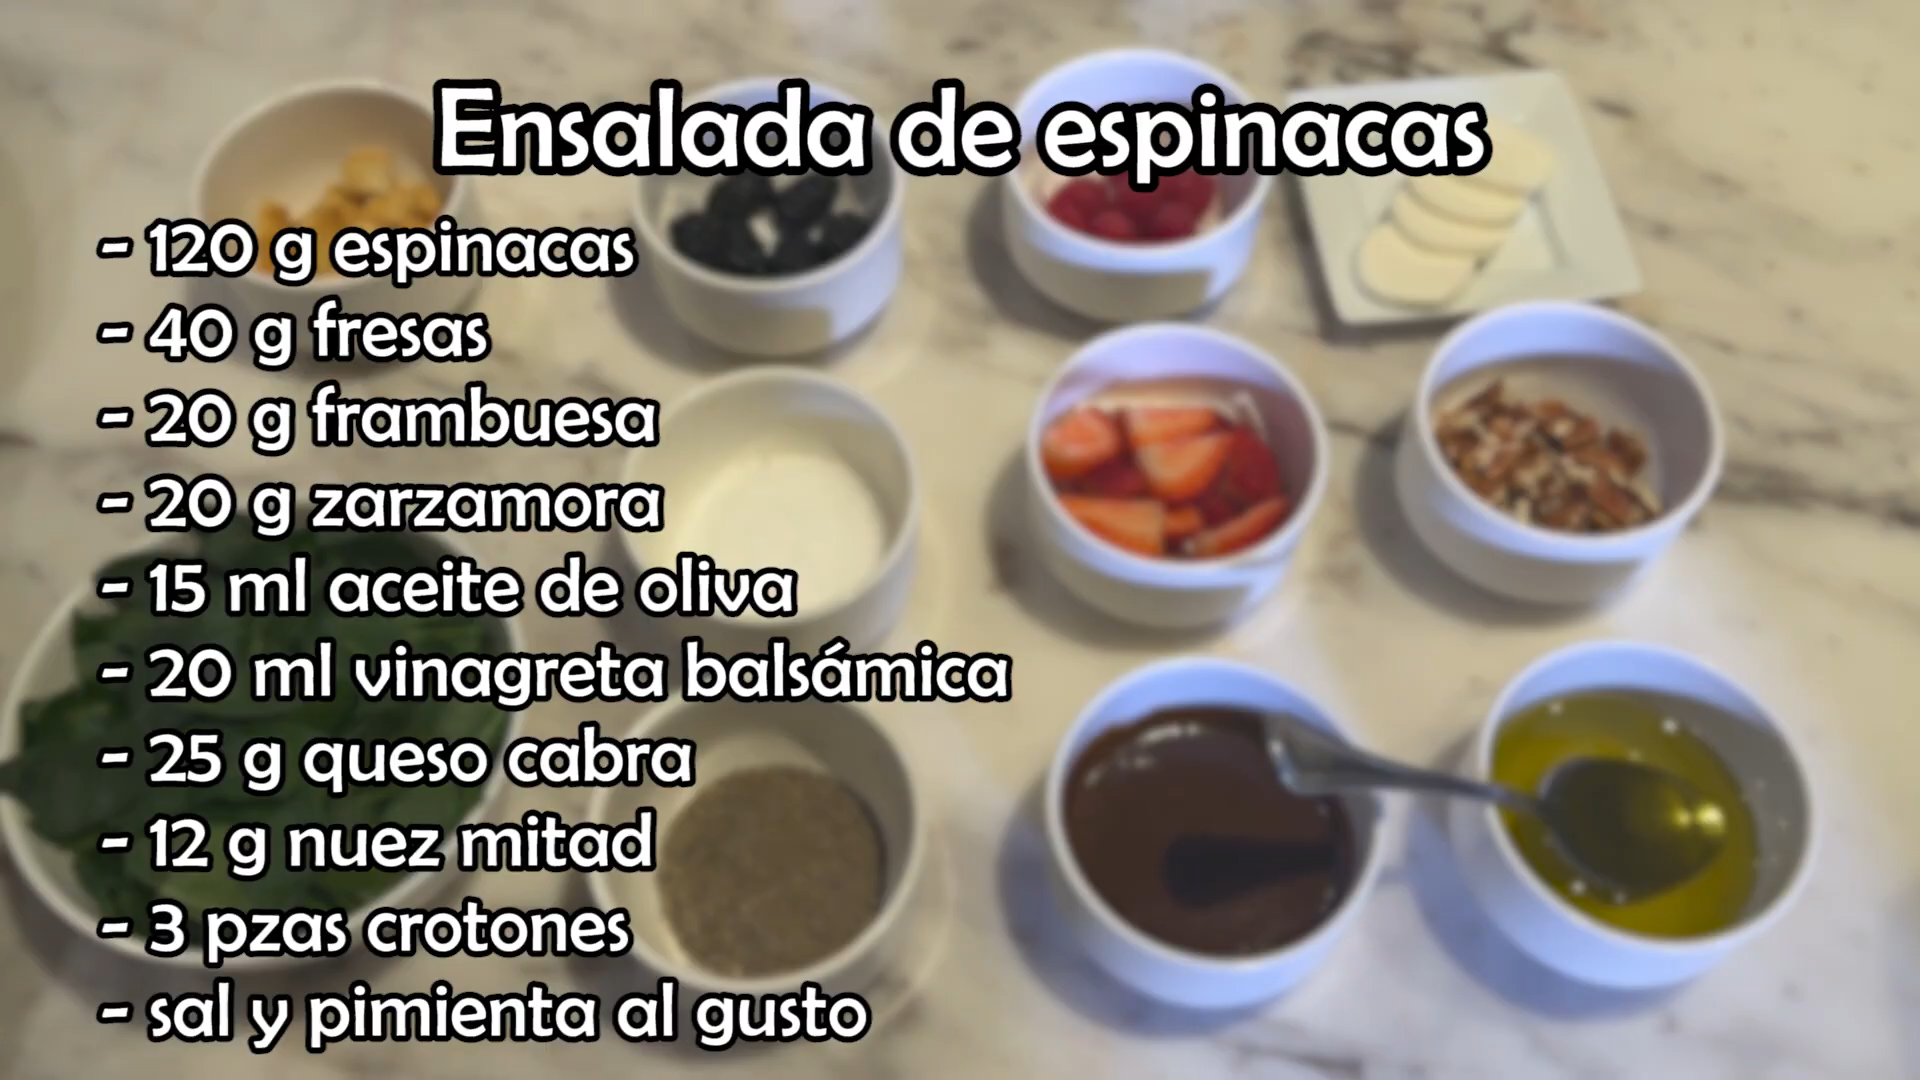 Ensalada de espinacas
- 120 g espinacas
- 40 g fresas
- 20 g frambuesa
- 20 g zarzamora
- 15 ml aceite de oliva
- 20 ml vinagreta balsámica
- 25 g queso cabra
- 12 g nuez mitad
- 3 pzas crotones
- sal y pimienta al gusto